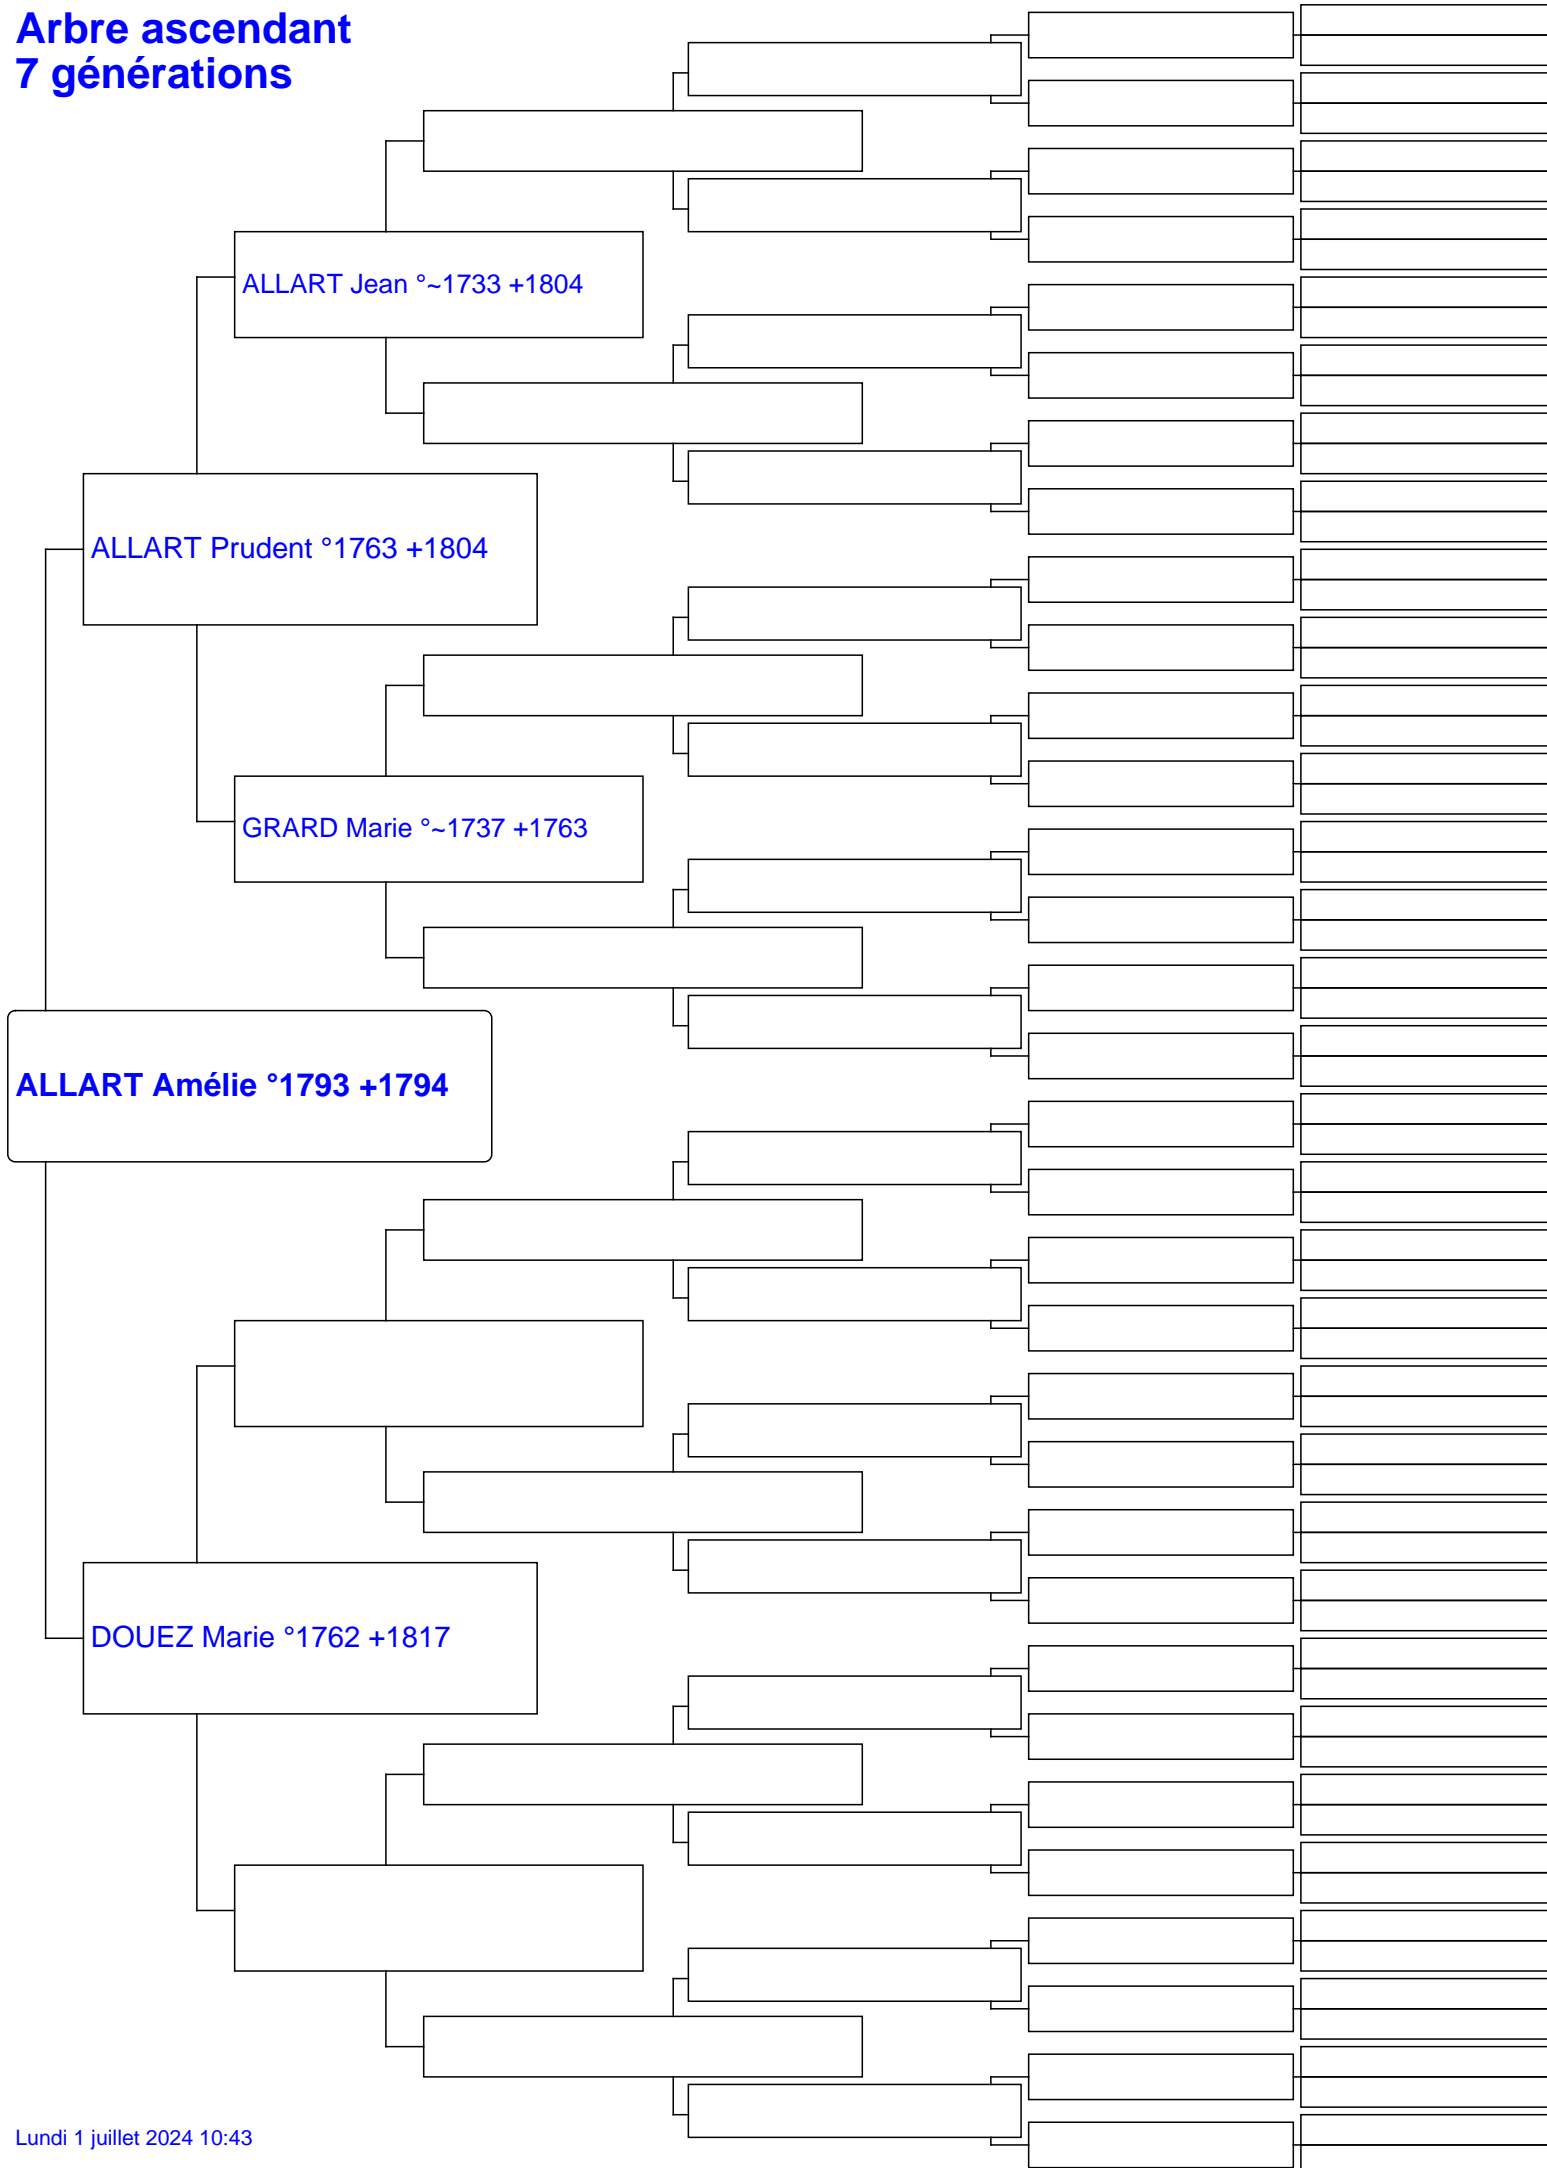 Arbre ascendant
7 générations
ALLART Jean °~1733 +1804
ALLART Prudent °1763 +1804
GRARD Marie °~1737 +1763
ALLART Amélie °1793 +1794
DOUEZ Marie °1762 +1817
Lundi 1 juillet 2024 10:43